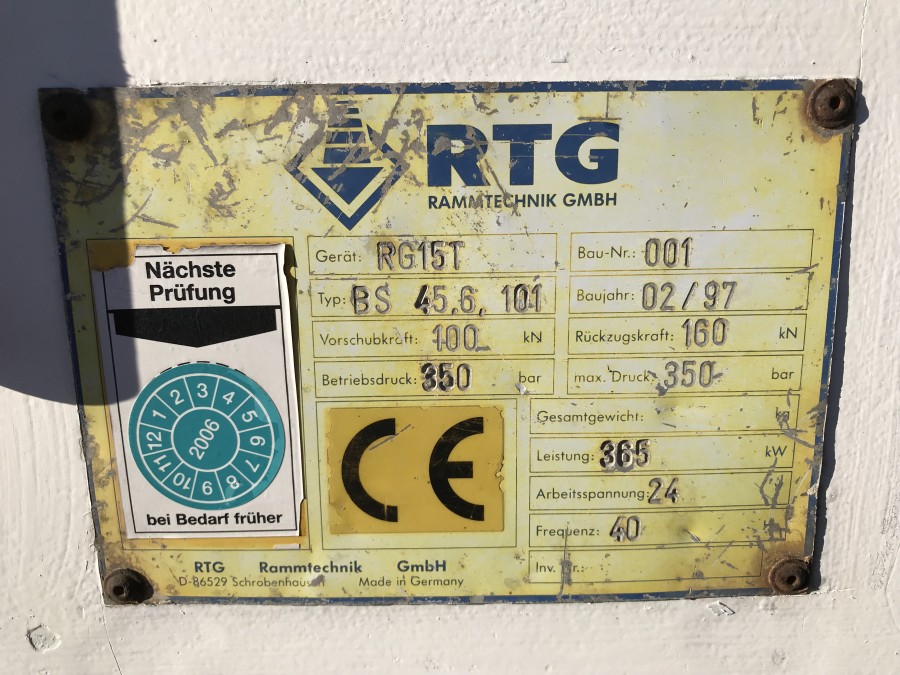 RTG
RAMMTECHNIK GMBH
Nächste
Prüfung
1 2 3 4 5 6 7 8 9 10 11 12
2006
bei Bedarf früher
Gerät: RG15T
Bau-Nr.: 001
Typ: BS 45.6. 101
Baujahr: 02/97
Vorschubkraft: 100 kN
Rückzugskraft: 160 kN
Betriebsdruck: 350 bar
max. Druck: 350 bar
CE
Gesamtgewicht: kg
Leistung: 365 kW
Arbeitsspannung: 24
Frequenz: 40
Inv. Nr.:
RTG Rammtechnik GmbH
D-86529 Schrobenhausen Made in Germany